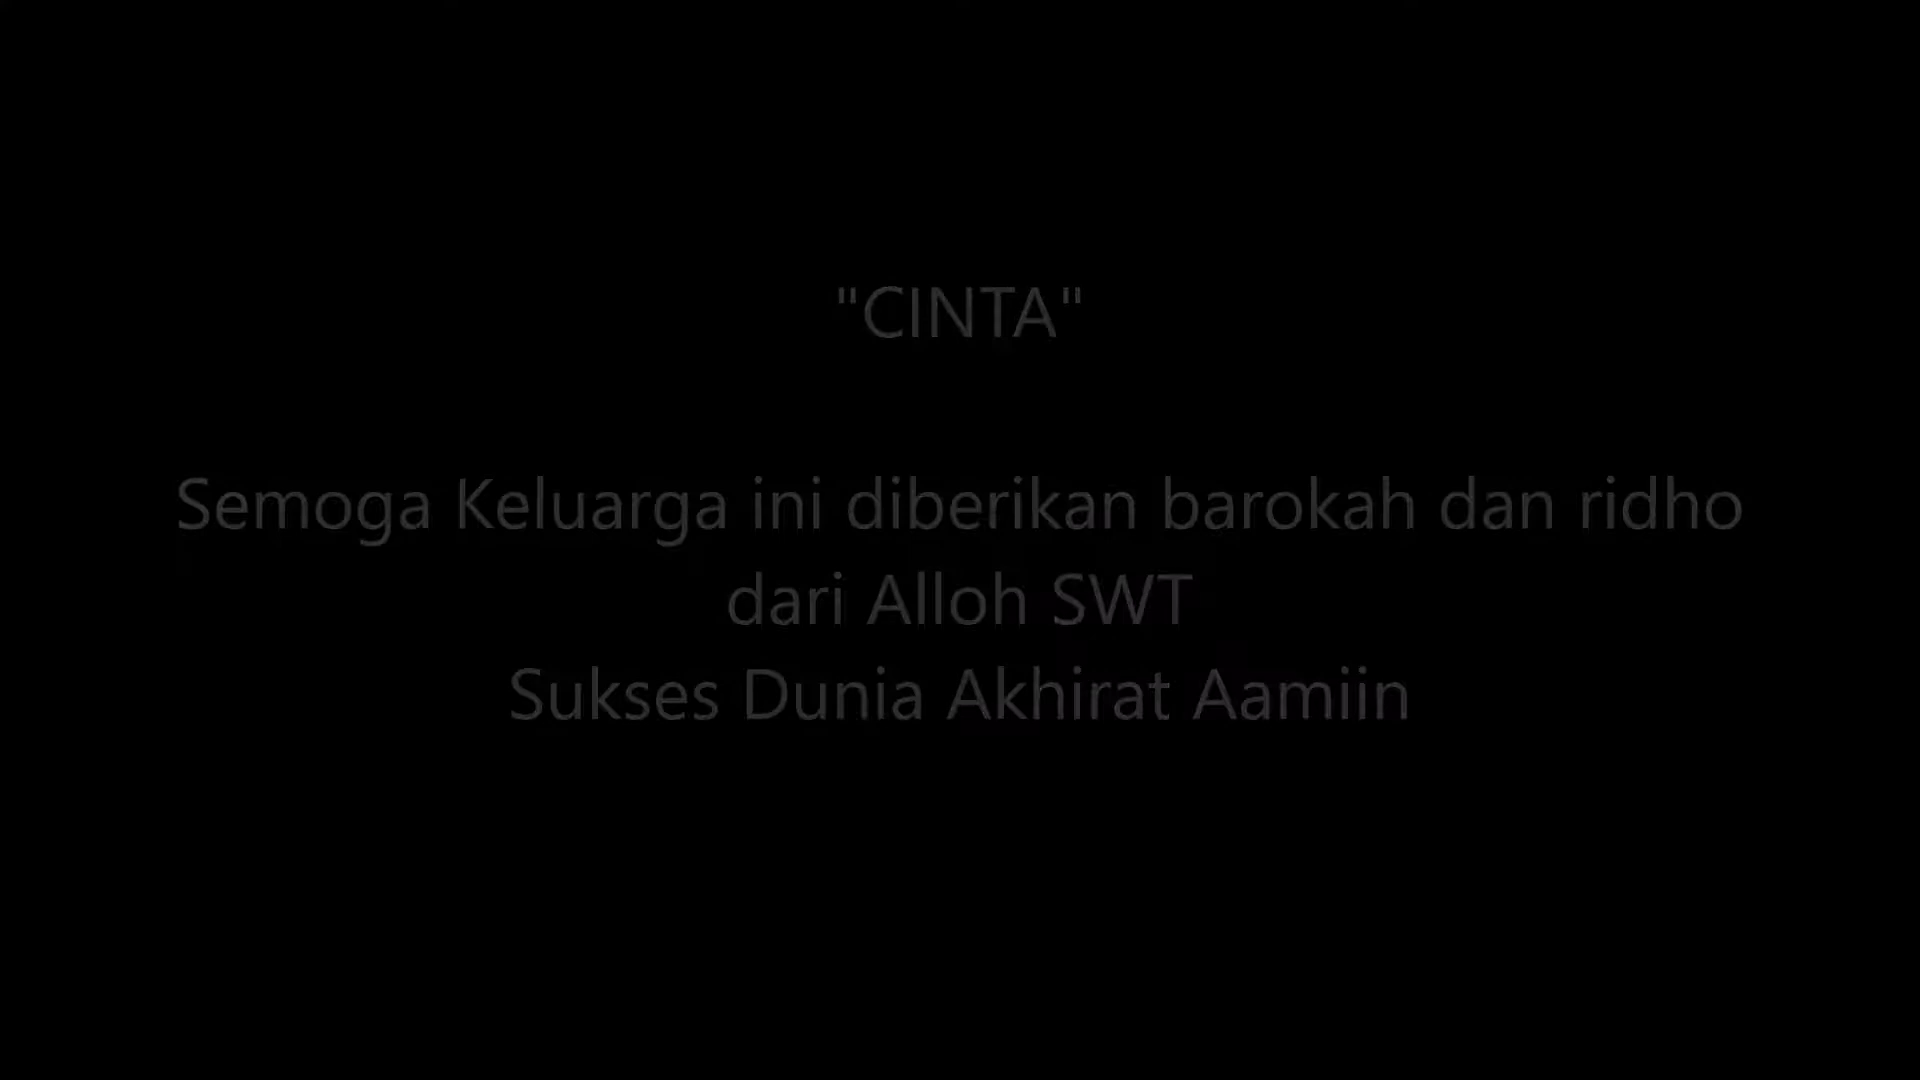 "CINTA"
Semoga Keluarga ini diberikan barokah dan ridho
dari Alloh SWT
Sukses Dunia Akhirat Aamiin